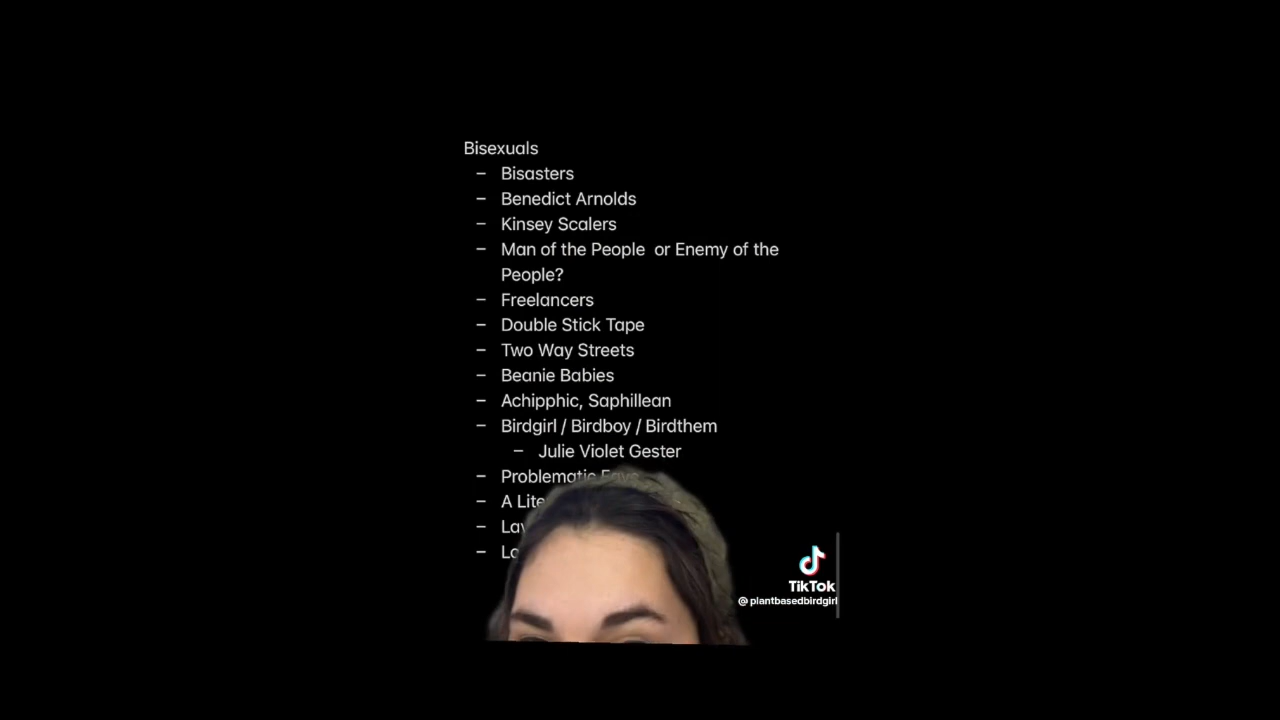 Bisexuals
– Bisasters
– Benedict Arnolds
– Kinsey Scalers
– Man of the People or Enemy of the
People?
– Freelancers
– Double Stick Tape
– Two Way Streets
– Beanie Babies
– Achipphic, Saphillean
– Birdgirl / Birdboy / Birdthem
– Julie Violet Gester
– Problematic Favs
– A
TikTok
@plantbasedbirdgirl